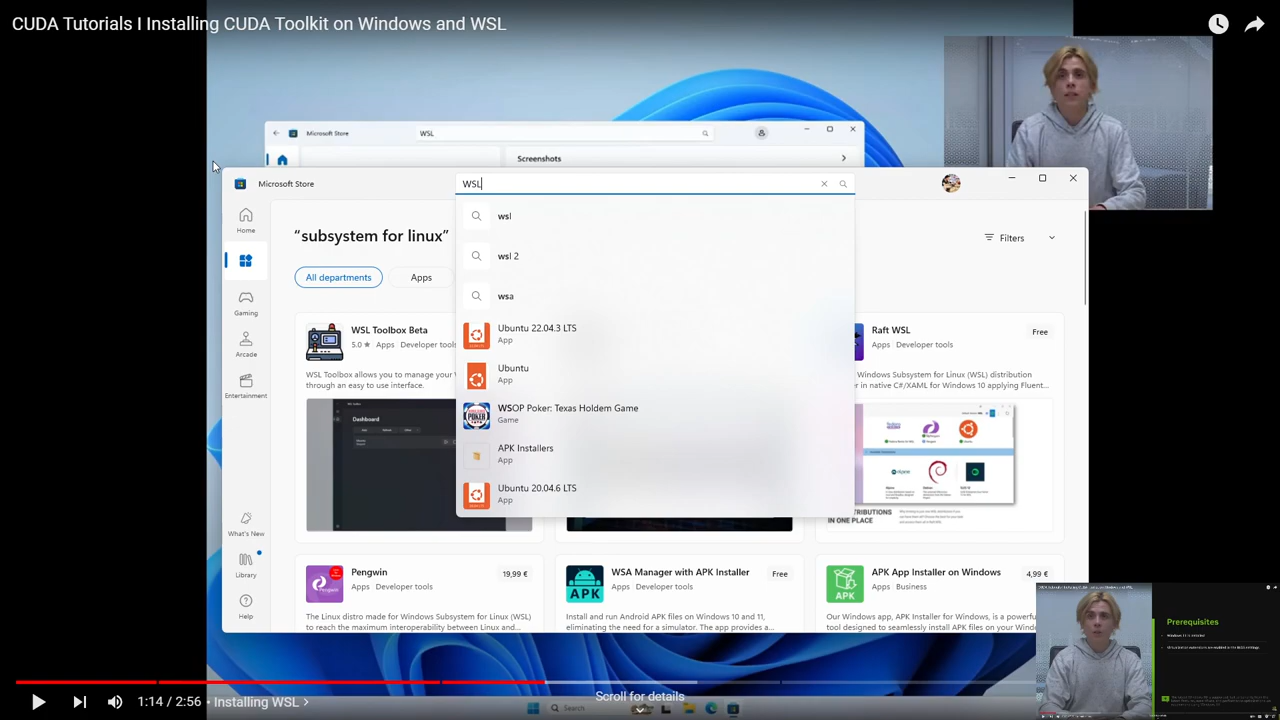 CUDA Tutorials I Installing CUDA Toolkit on Windows and WSL
Microsoft Store
WSL
Screenshots
Microsoft Store
WSL
Home
Gaming
Arcade
Entertainment
What's New
Library
Help
"subsystem for linux"
Filters
All departments
Apps
wsl
wsl 2
wsa
Ubuntu 22.04.3 LTS
App
Ubuntu
App
WSOP Poker: Texas Holdem Game
Game
APK Installers
App
Ubuntu 20.04.6 LTS
App
WSL Toolbox Beta
5.0 ★ Apps Developer tools
WSL Toolbox allows you to manage your
through an easy to use interface.
Dashboard
Raft WSL
Free
Apps Developer tools
Windows Subsystem for Linux (WSL) distribution
in native C#/XAML for Windows 10 applying Fluent...
IN ONE PLACE
Pengwin
19,99 €
Apps Developer tools
The Linux distro made for Windows Subsystem for Linux (WSL)
to reach the maximum interoperability between Linux and
WSA Manager with APK Installer
Free
Apps Developer tools
Install and run Android APK files on Windows 10 and 11,
eliminating the need for a simulator. The app provides a...
APK
APK App Installer on Windows
4,99 €
Apps Business
Our Windows app, APK Installer for Windows, is a powerful
tool designed to seamlessly install APK files on your Windo...
Prerequisites
1:14 / 2:56 • Installing WSL >
Scroll for details
Search